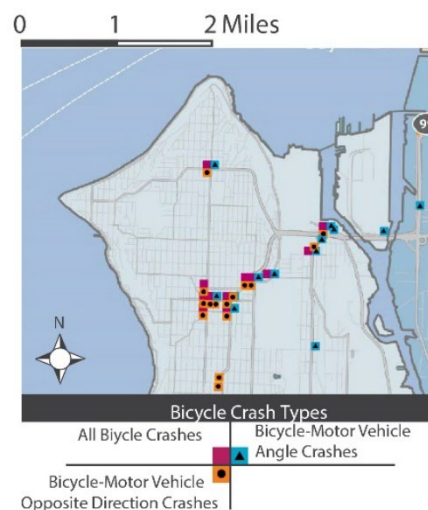 0 1 2 Miles
9
N
Bicycle Crash Types
All Biycle Crashes
Bicycle-Motor Vehicle
Angle Crashes
Bicycle-Motor Vehicle
Opposite Direction Crashes